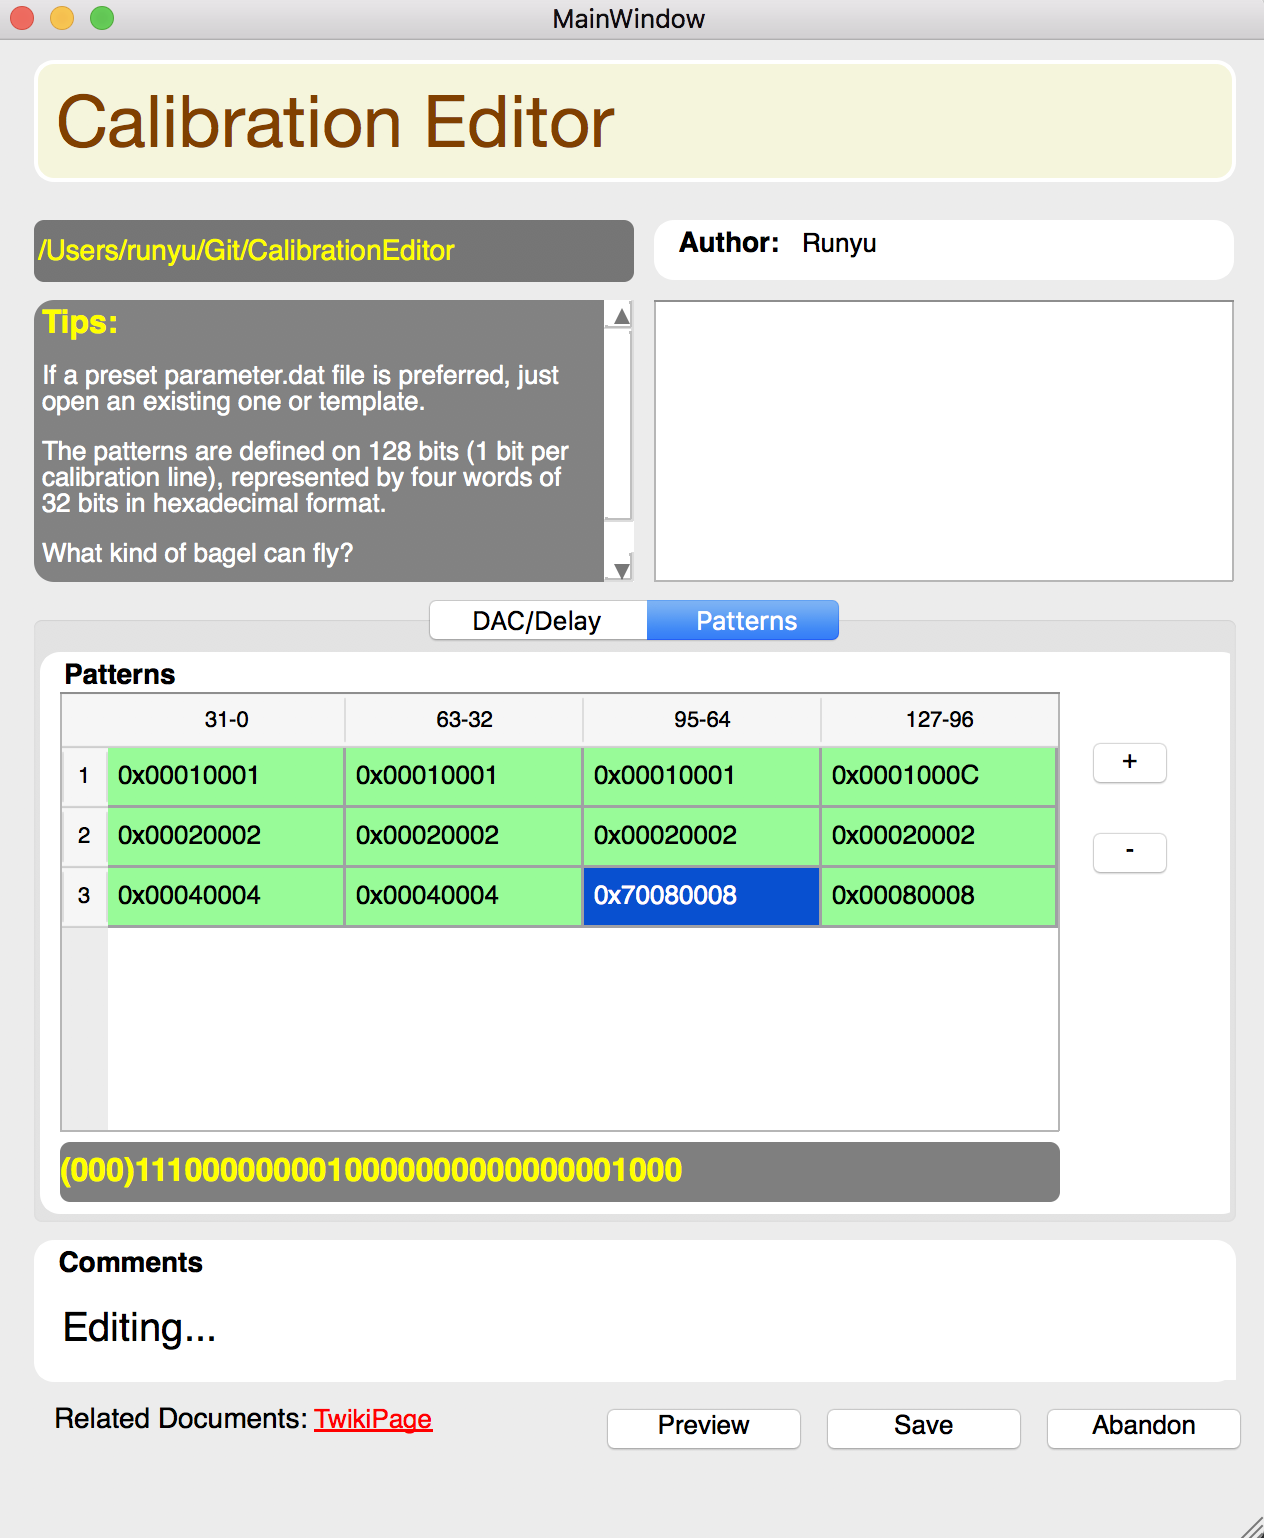 MainWindow
Calibration Editor
/Users/runyu/Git/CalibrationEditor
Author: Runyu
Tips:
If a preset parameter.dat file is preferred, just
open an existing one or template.
The patterns are defined on 128 bits (1 bit per
calibration line), represented by four words of
32 bits in hexadecimal format.
What kind of bagel can fly?
DAC/Delay Patterns
Patterns
31-0 63-32 95-64 127-96
1 0x00010001 0x00010001 0x00010001 0x0001000C
+
2 0x00020002 0x00020002 0x00020002 0x00020002
-
3 0x00040004 0x00040004 0x70080008 0x00080008
(000)1110000000010000000000000001000
Comments
Editing...
Related Documents: TwikiPage
Preview Save Abandon